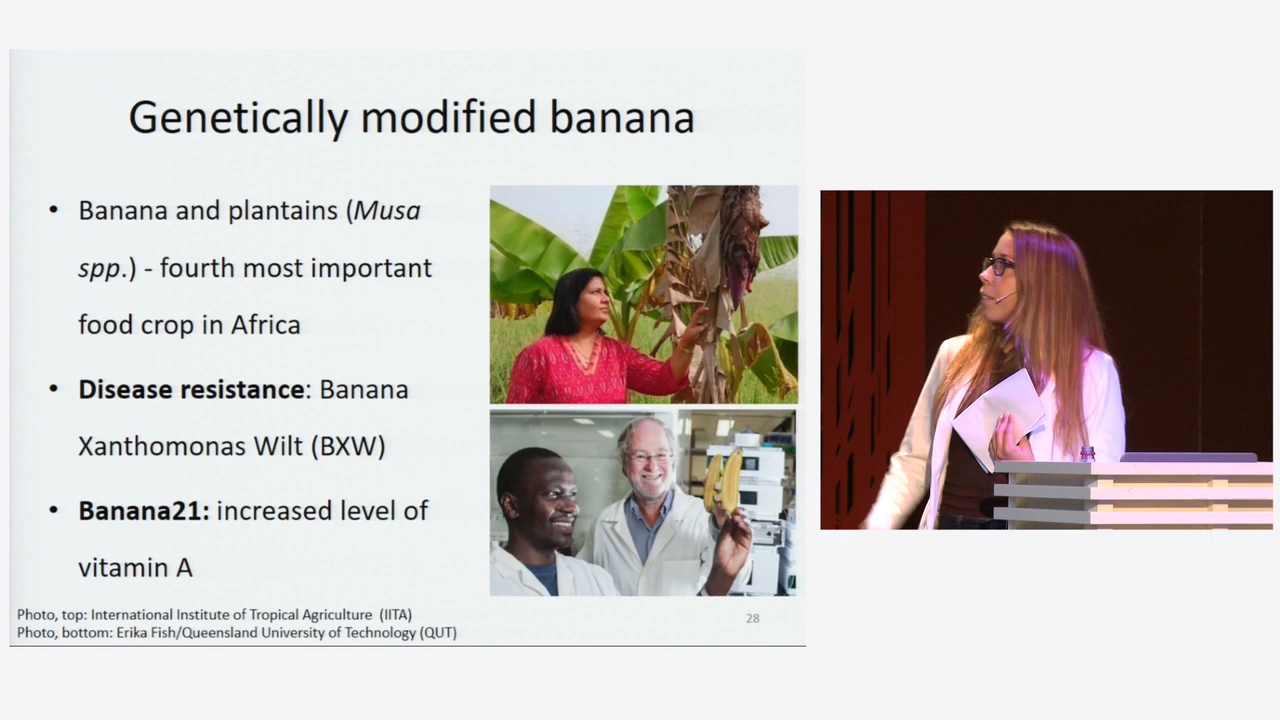 Genetically modified banana
• Banana and plantains (Musa
spp.) - fourth most important
food crop in Africa
• Disease resistance: Banana
Xanthomonas Wilt (BXW)
• Banana21: increased level of
vitamin A
Photo, top: International Institute of Tropical Agriculture (IITA)
Photo, bottom: Erika Fish/Queensland University of Technology (QUT)
28